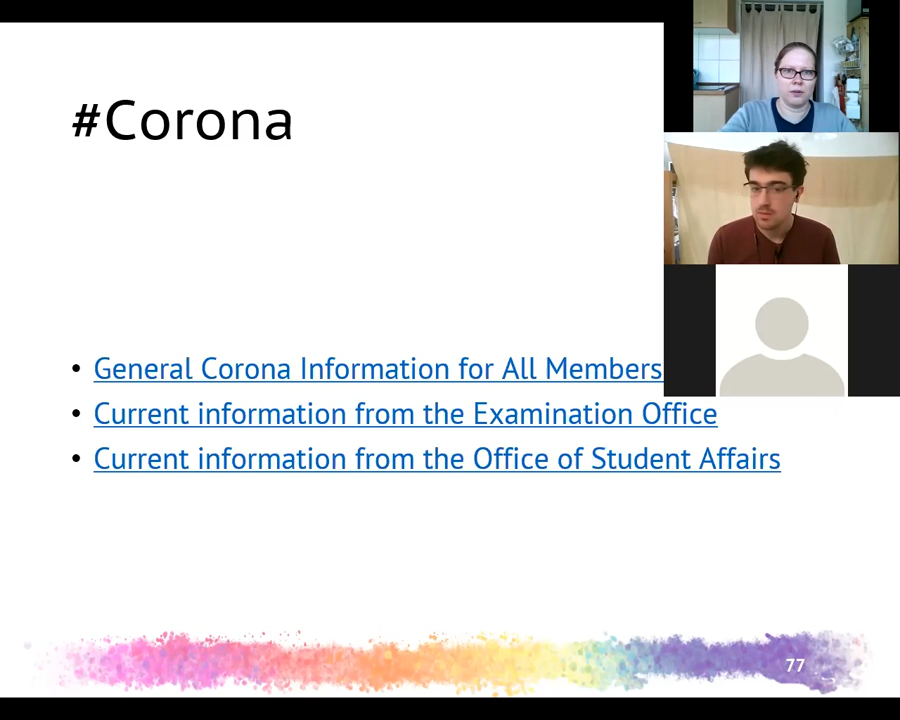 #Corona
• General Corona Information for All Members
• Current information from the Examination Office
• Current information from the Office of Student Affairs
77